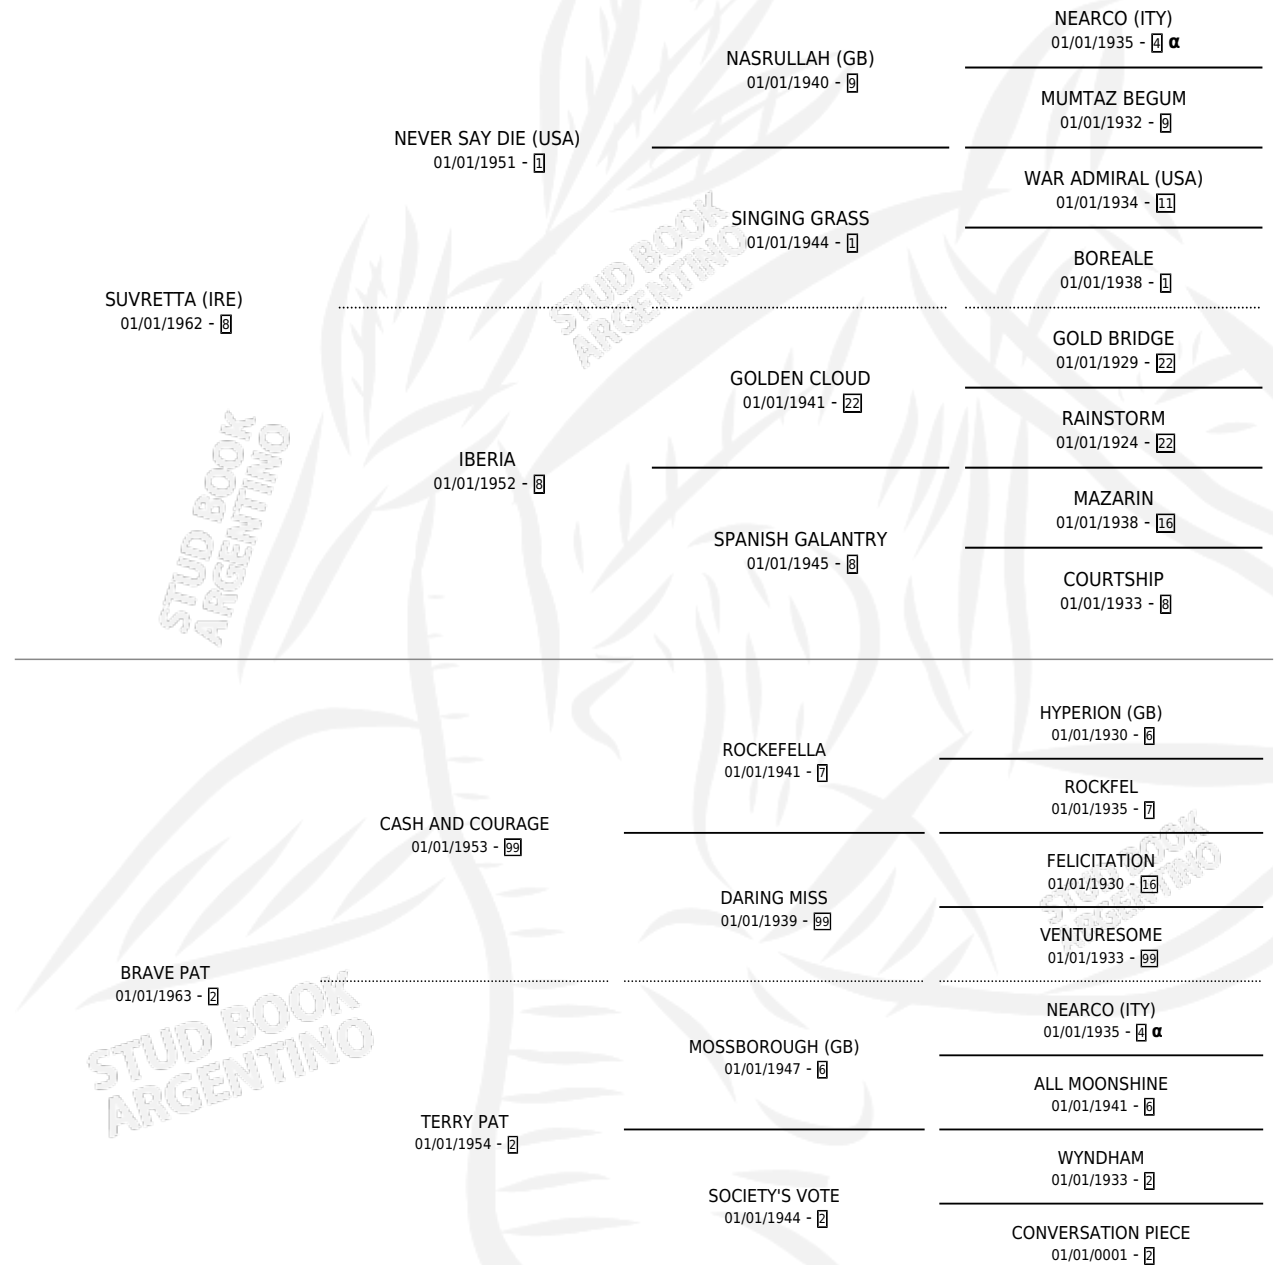 NEARCO (ITY)
01/01/1935 - 4 α
NASRULLAH (GB)
01/01/1940 - 9
MUMTAZ BEGUM
01/01/1932 - 9
NEVER SAY DIE (USA)
01/01/1951 - 1
WAR ADMIRAL (USA)
01/01/1934 - 11
SINGING GRASS
01/01/1944 - 1
BOREALE
01/01/1938 - 1
SUVRETTA (IRE)
01/01/1962 - 8
STUD BOOK
ARGENTINO
GOLD BRIDGE
01/01/1929 - 22
GOLDEN CLOUD
01/01/1941 - 22
RAINSTORM
01/01/1924 - 22
IBERIA
01/01/1952 - 8
MAZARIN
01/01/1938 - 16
SPANISH GALANTRY
01/01/1945 - 8
COURTSHIP
01/01/1933 - 8
STUD BOOK
ARGENTINO
HYPERION (GB)
01/01/1930 - 6
ROCKEFELLA
01/01/1941 - 7
ROCKFEL
01/01/1935 - 7
CASH AND COURAGE
01/01/1953 - 99
FELICITATION
01/01/1930 - 16
STUD BOOK
ARGENTINO
DARING MISS
01/01/1939 - 99
VENTURESOME
01/01/1933 - 99
BRAVE PAT
01/01/1963 - 2
STUD BOOK
ARGENTINO
NEARCO (ITY)
01/01/1935 - 4 α
MOSSBOROUGH (GB)
01/01/1947 - 6
ALL MOONSHINE
01/01/1941 - 6
TERRY PAT
01/01/1954 - 2
WYNDHAM
01/01/1933 - 2
SOCIETY'S VOTE
01/01/1944 - 2
CONVERSATION PIECE
01/01/0001 - 2